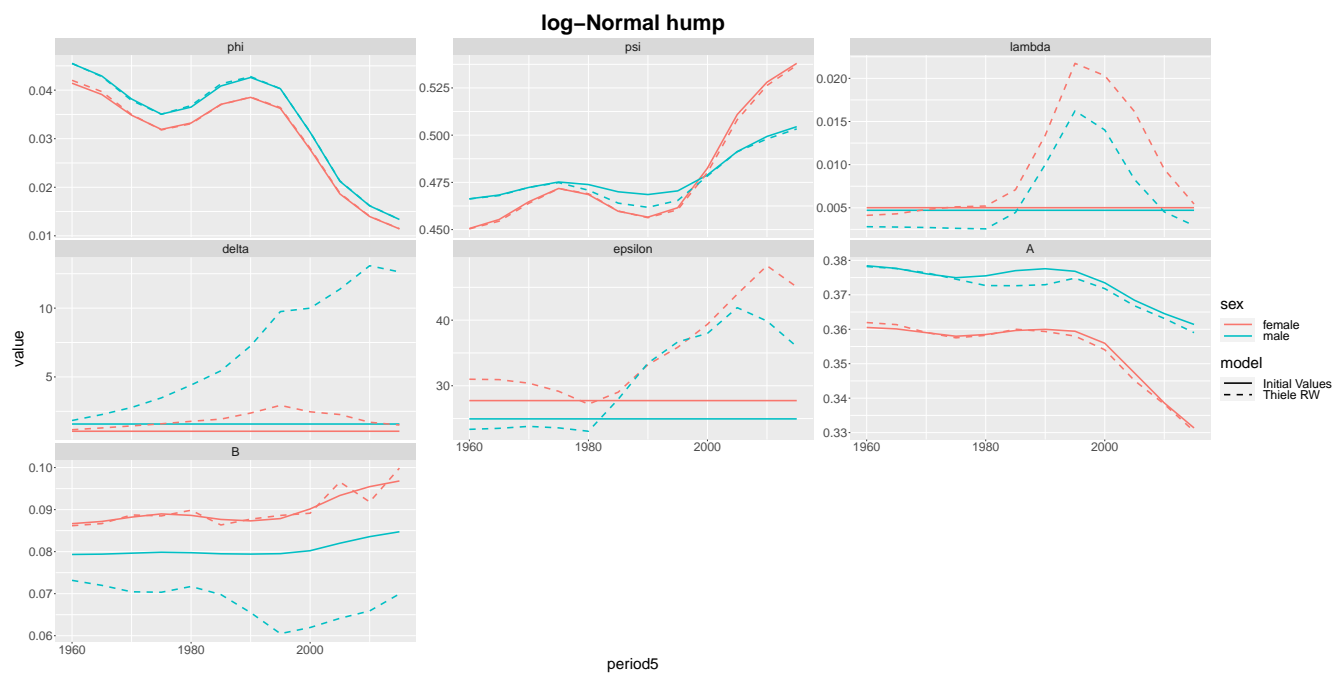 log−Normal hump
phi
psi
lambda
0.04
0.03
0.02
0.01
0.525
0.500
0.475
0.450
0.020
0.015
0.010
0.005
delta
epsilon
A
10
5
40
30
1960
1980
2000
0.38
0.37
0.36
0.35
0.34
0.33
1960
1980
2000
B
0.10
0.09
0.08
0.07
0.06
1960
1980
2000
value
period5
sex
female
male
model
Initial Values
Thiele RW